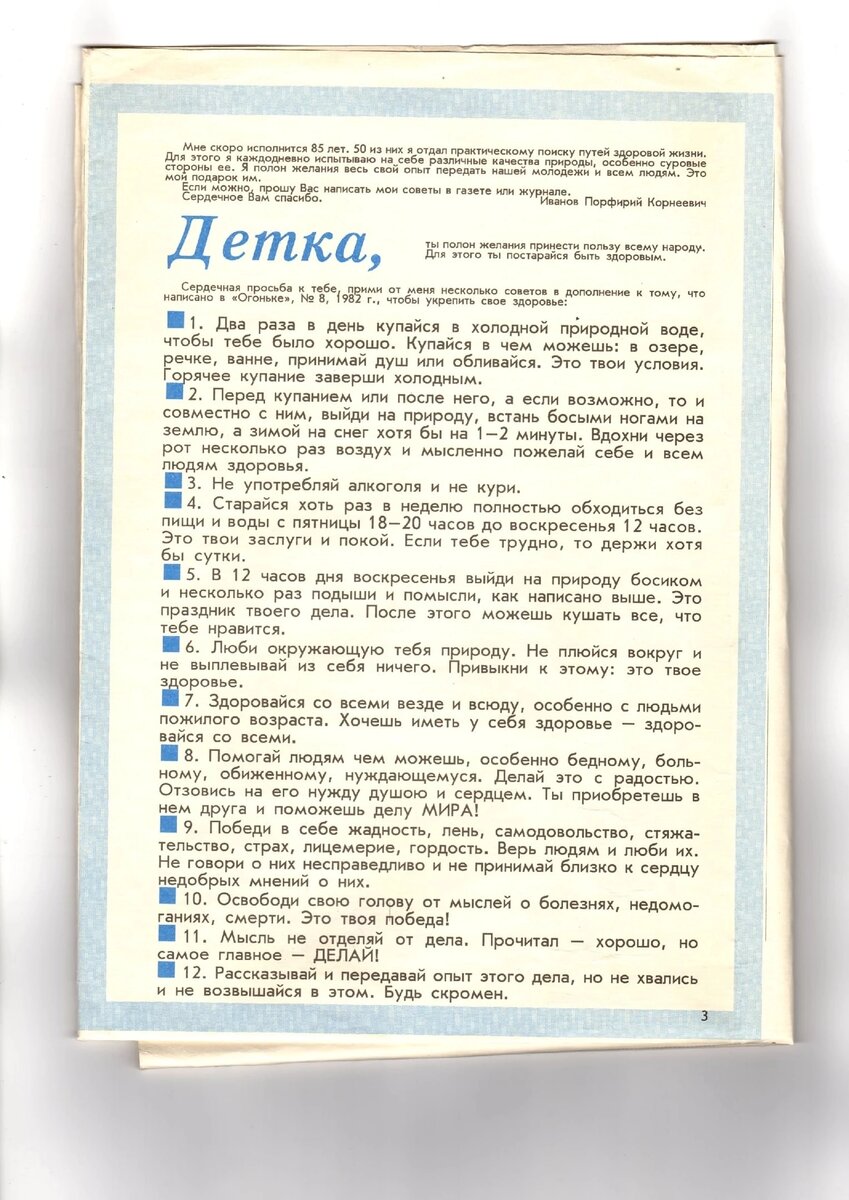 Мне скоро исполнится 85 лет. 50 из них я отдал практическому поиску путей здоровой жизни.
Для этого я каждодневно испытываю на себе различные качества природы, особенно суровые
стороны ее. Я полон желания весь свой опыт передать нашей молодежи и всем людям. Это
мой подарок им.
Если можно, прошу Вас написать мои советы в газете или журнале.
Сердечное Вам спасибо.
Иванов Порфирий Корнеевич
Детка,
ты полон желания принести пользу всему народу.
Для этого ты постарайся быть здоровым.
Сердечная просьба к тебе, прими от меня несколько советов в дополнение к тому, что
написано в «Огоньке», № 8, 1982 г., чтобы укрепить свое здоровье:
1. Два раза в день купайся в холодной природной воде,
чтобы тебе было хорошо. Купайся в чем можешь: в озере,
речке, ванне, принимай душ или обливайся. Это твои условия.
Горячее купание заверши холодным.
2. Перед купанием или после него, а если возможно, то и
совместно с ним, выйди на природу, встань босыми ногами на
землю, а зимой на снег хотя бы на 1—2 минуты. Вдохни через
рот несколько раз воздух и мысленно пожелай себе и всем
людям здоровья.
3. Не употребляй алкоголя и не кури.
4. Старайся хоть раз в неделю полностью обходиться без
пищи и воды с пятницы 18—20 часов до воскресенья 12 часов.
Это твои заслуги и покой. Если тебе трудно, то держи хотя
бы сутки.
5. В 12 часов дня воскресенья выйди на природу босиком
и несколько раз подыши и помысли, как написано выше. Это
праздник твоего дела. После этого можешь кушать все, что
тебе нравится.
6. Люби окружающую тебя природу. Не плюйся вокруг и
не выплевывай из себя ничего. Привыкни к этому: это твое
здоровье.
7. Здоровайся со всеми везде и всюду, особенно с людьми
пожилого возраста. Хочешь иметь у себя здоровье — здоро-
вайся со всеми.
8. Помогай людям чем можешь, особенно бедному, боль-
ному, обиженному, нуждающемуся. Делай это с радостью.
Отзовись на его нужду душою и сердцем. Ты приобретешь в
нем друга и поможешь делу МИРА!
9. Победи в себе жадность, лень, самодовольство, стяжа-
тельство, страх, лицемерие, гордость. Верь людям и люби их.
Не говори о них несправедливо и не принимай близко к сердцу
недобрых мнений о них.
10. Освободи свою голову от мыслей о болезнях, недомо-
ганиях, смерти. Это твоя победа!
11. Мысль не отделяй от дела. Прочитал — хорошо, но
самое главное — ДЕЛАЙ!
12. Рассказывай и передавай опыт этого дела, но не хвались
и не возвышайся в этом. Будь скромен.
3